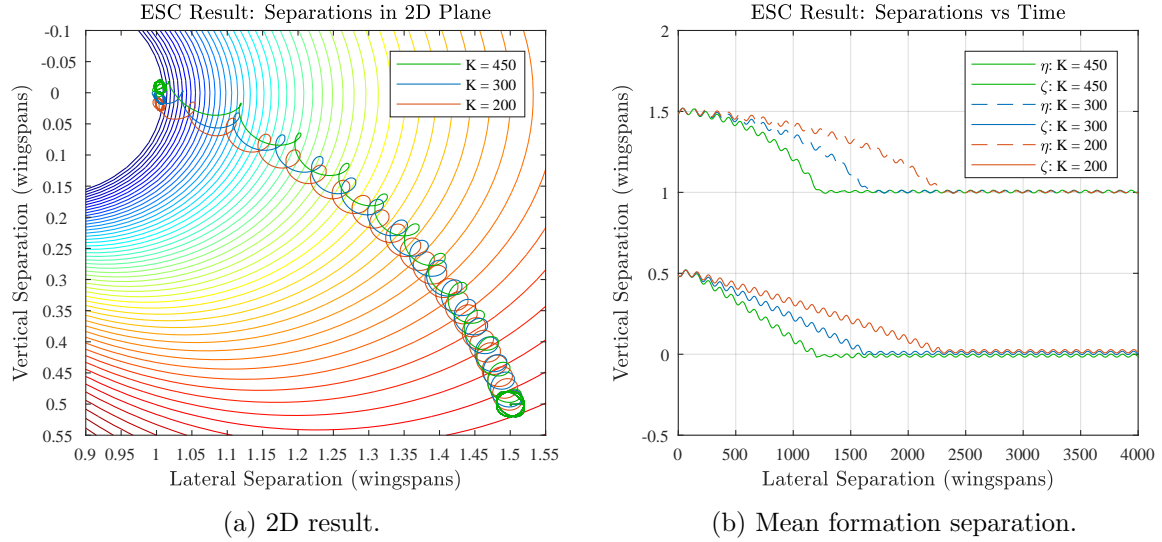 ESC Result: Separations in 2D Plane
-0.1
-0.05
0
0.05
0.1
0.15
0.2
0.25
0.3
0.35
0.4
0.45
0.5
0.55
Vertical Separation (wingspans)
K = 450
K = 300
K = 200
0.9 0.95 1 1.05 1.1 1.15 1.2 1.25 1.3 1.35 1.4 1.45 1.5 1.55
Lateral Separation (wingspans)
(a) 2D result.
ESC Result: Separations vs Time
2
1.5
1
0.5
0
-0.5
Vertical Separation (wingspans)
η: K = 450
ζ: K = 450
η: K = 300
ζ: K = 300
η: K = 200
ζ: K = 200
0 500 1000 1500 2000 2500 3000 3500 4000
Lateral Separation (wingspans)
(b) Mean formation separation.